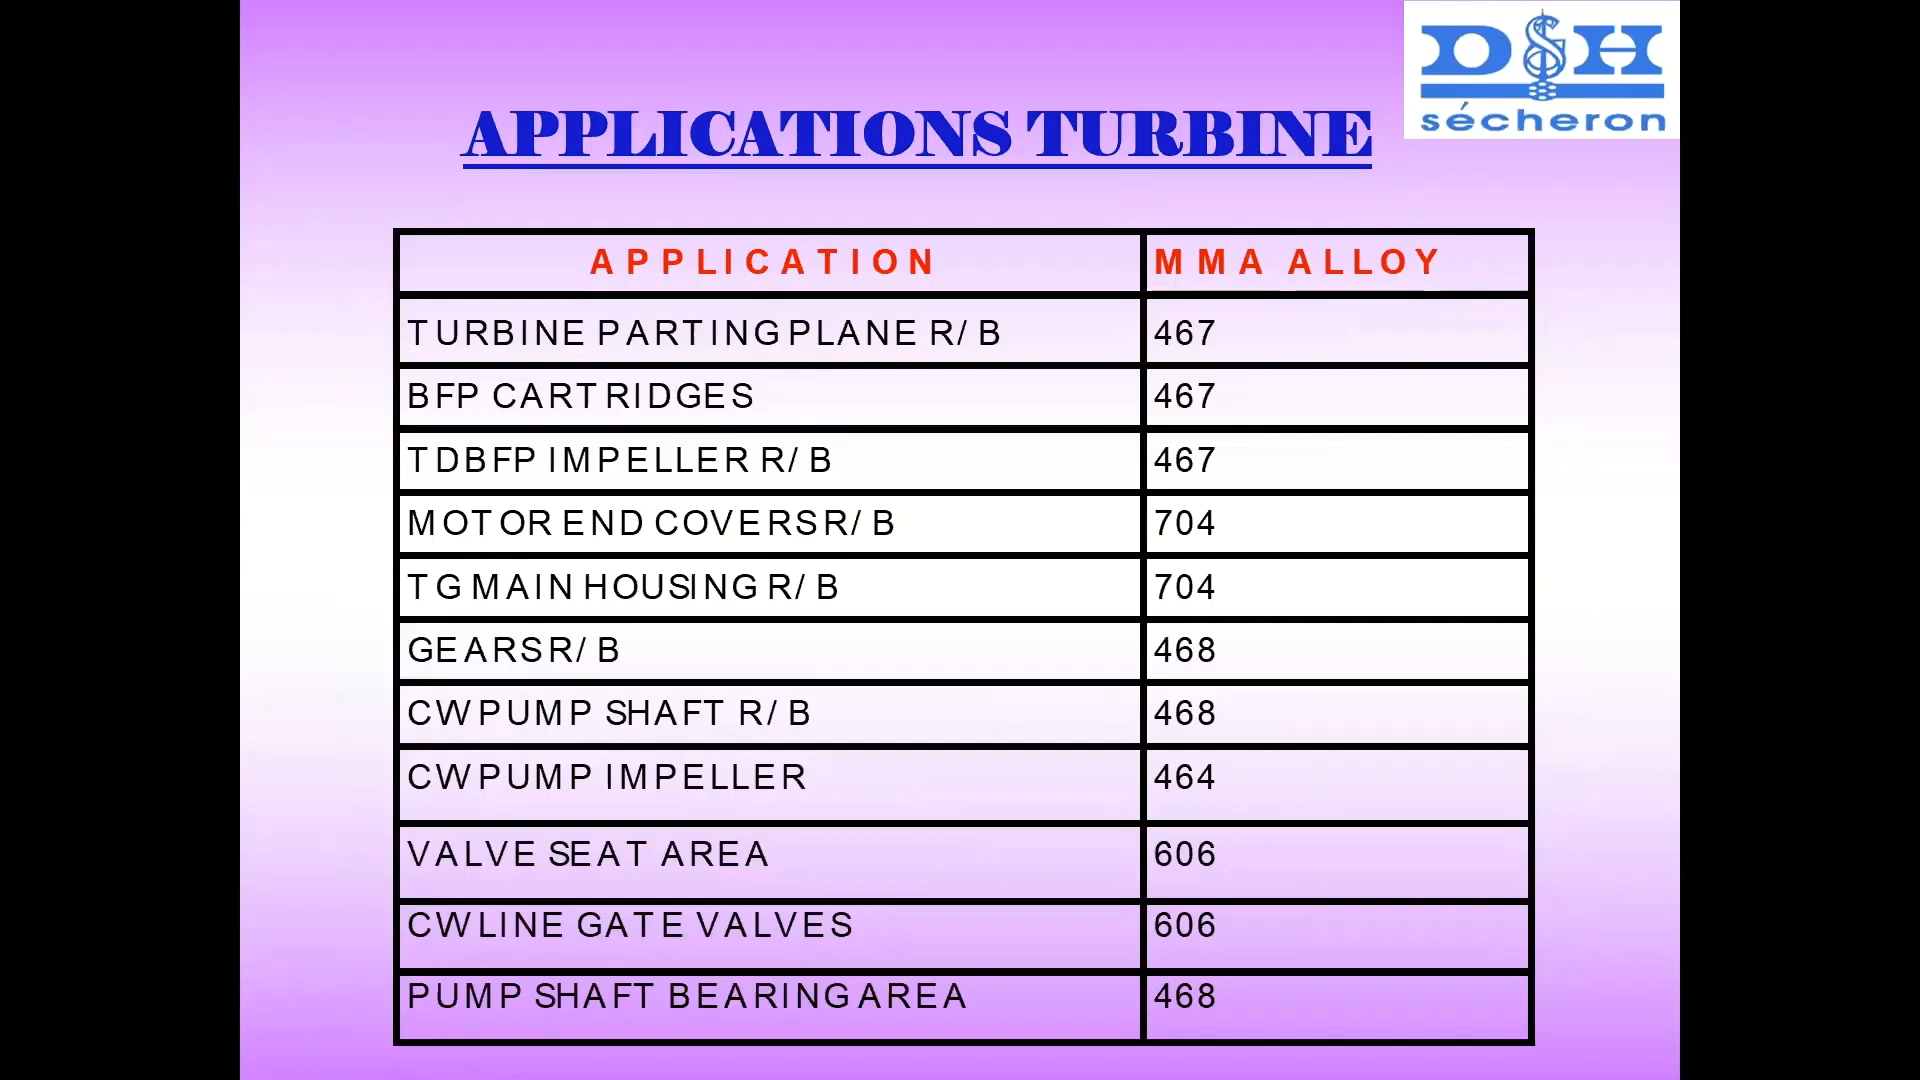 D&H
sécheron
APPLICATIONS TURBINE
APPLICATION MMA ALLOY
TURBINE PARTING PLANE R/B 467
BFP CARTRIDGES 467
TDBFP IMPELLER R/B 467
MOTOR END COVERS R/B 704
TG MAIN HOUSING R/B 704
GEARS R/B 468
CW PUMP SHAFT R/B 468
CW PUMP IMPELLER 464
VALVE SEAT AREA 606
CW LINE GATE VALVES 606
PUMP SHAFT BEARING AREA 468